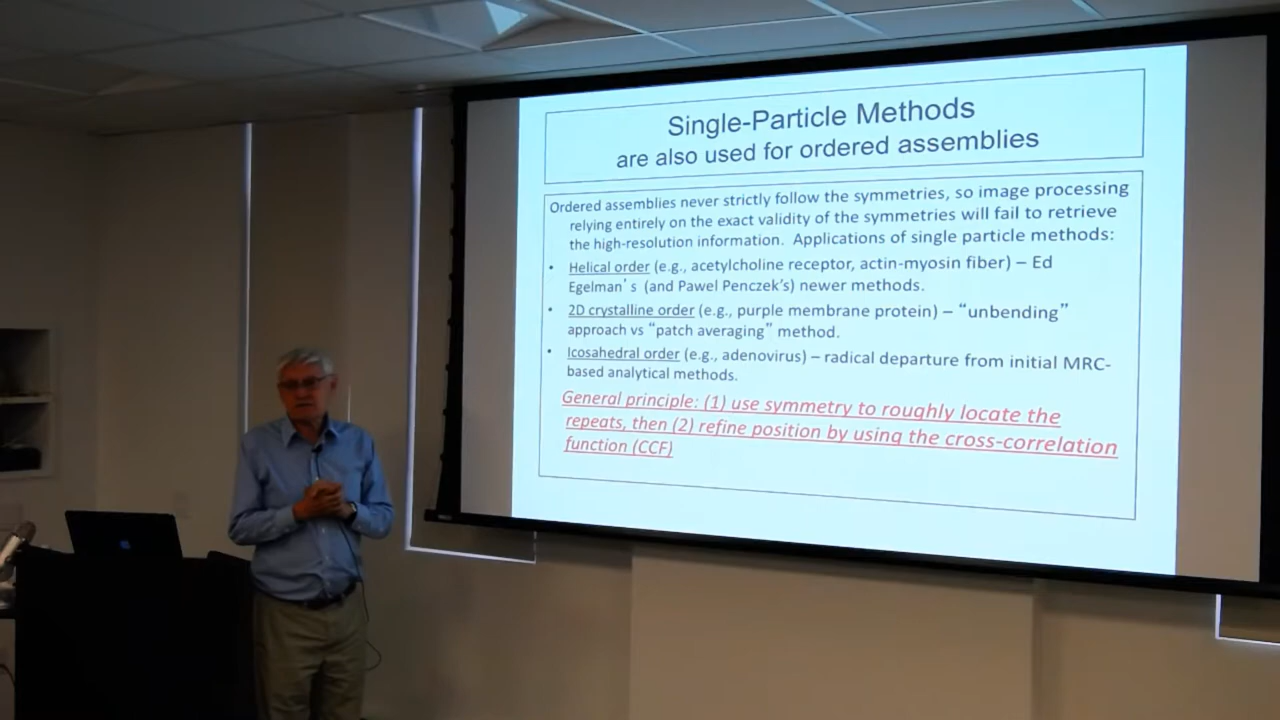 Single-Particle Methods
are also used for ordered assemblies
Ordered assemblies never strictly follow the symmetries, so image processing
relying entirely on the exact validity of the symmetries will fail to retrieve
the high-resolution information. Applications of single particle methods:
• Helical order (e.g., acetylcholine receptor, actin-myosin fiber) – Ed
Egelman's (and Pawel Penczek's) newer methods.
• 2D crystalline order (e.g., purple membrane protein) – “unbending”
approach vs “patch averaging” method.
• Icosahedral order (e.g., adenovirus) – radical departure from initial MRC-
based analytical methods.
General principle: (1) use symmetry to roughly locate the
repeats, then (2) refine position by using the cross-correlation
function (CCF)